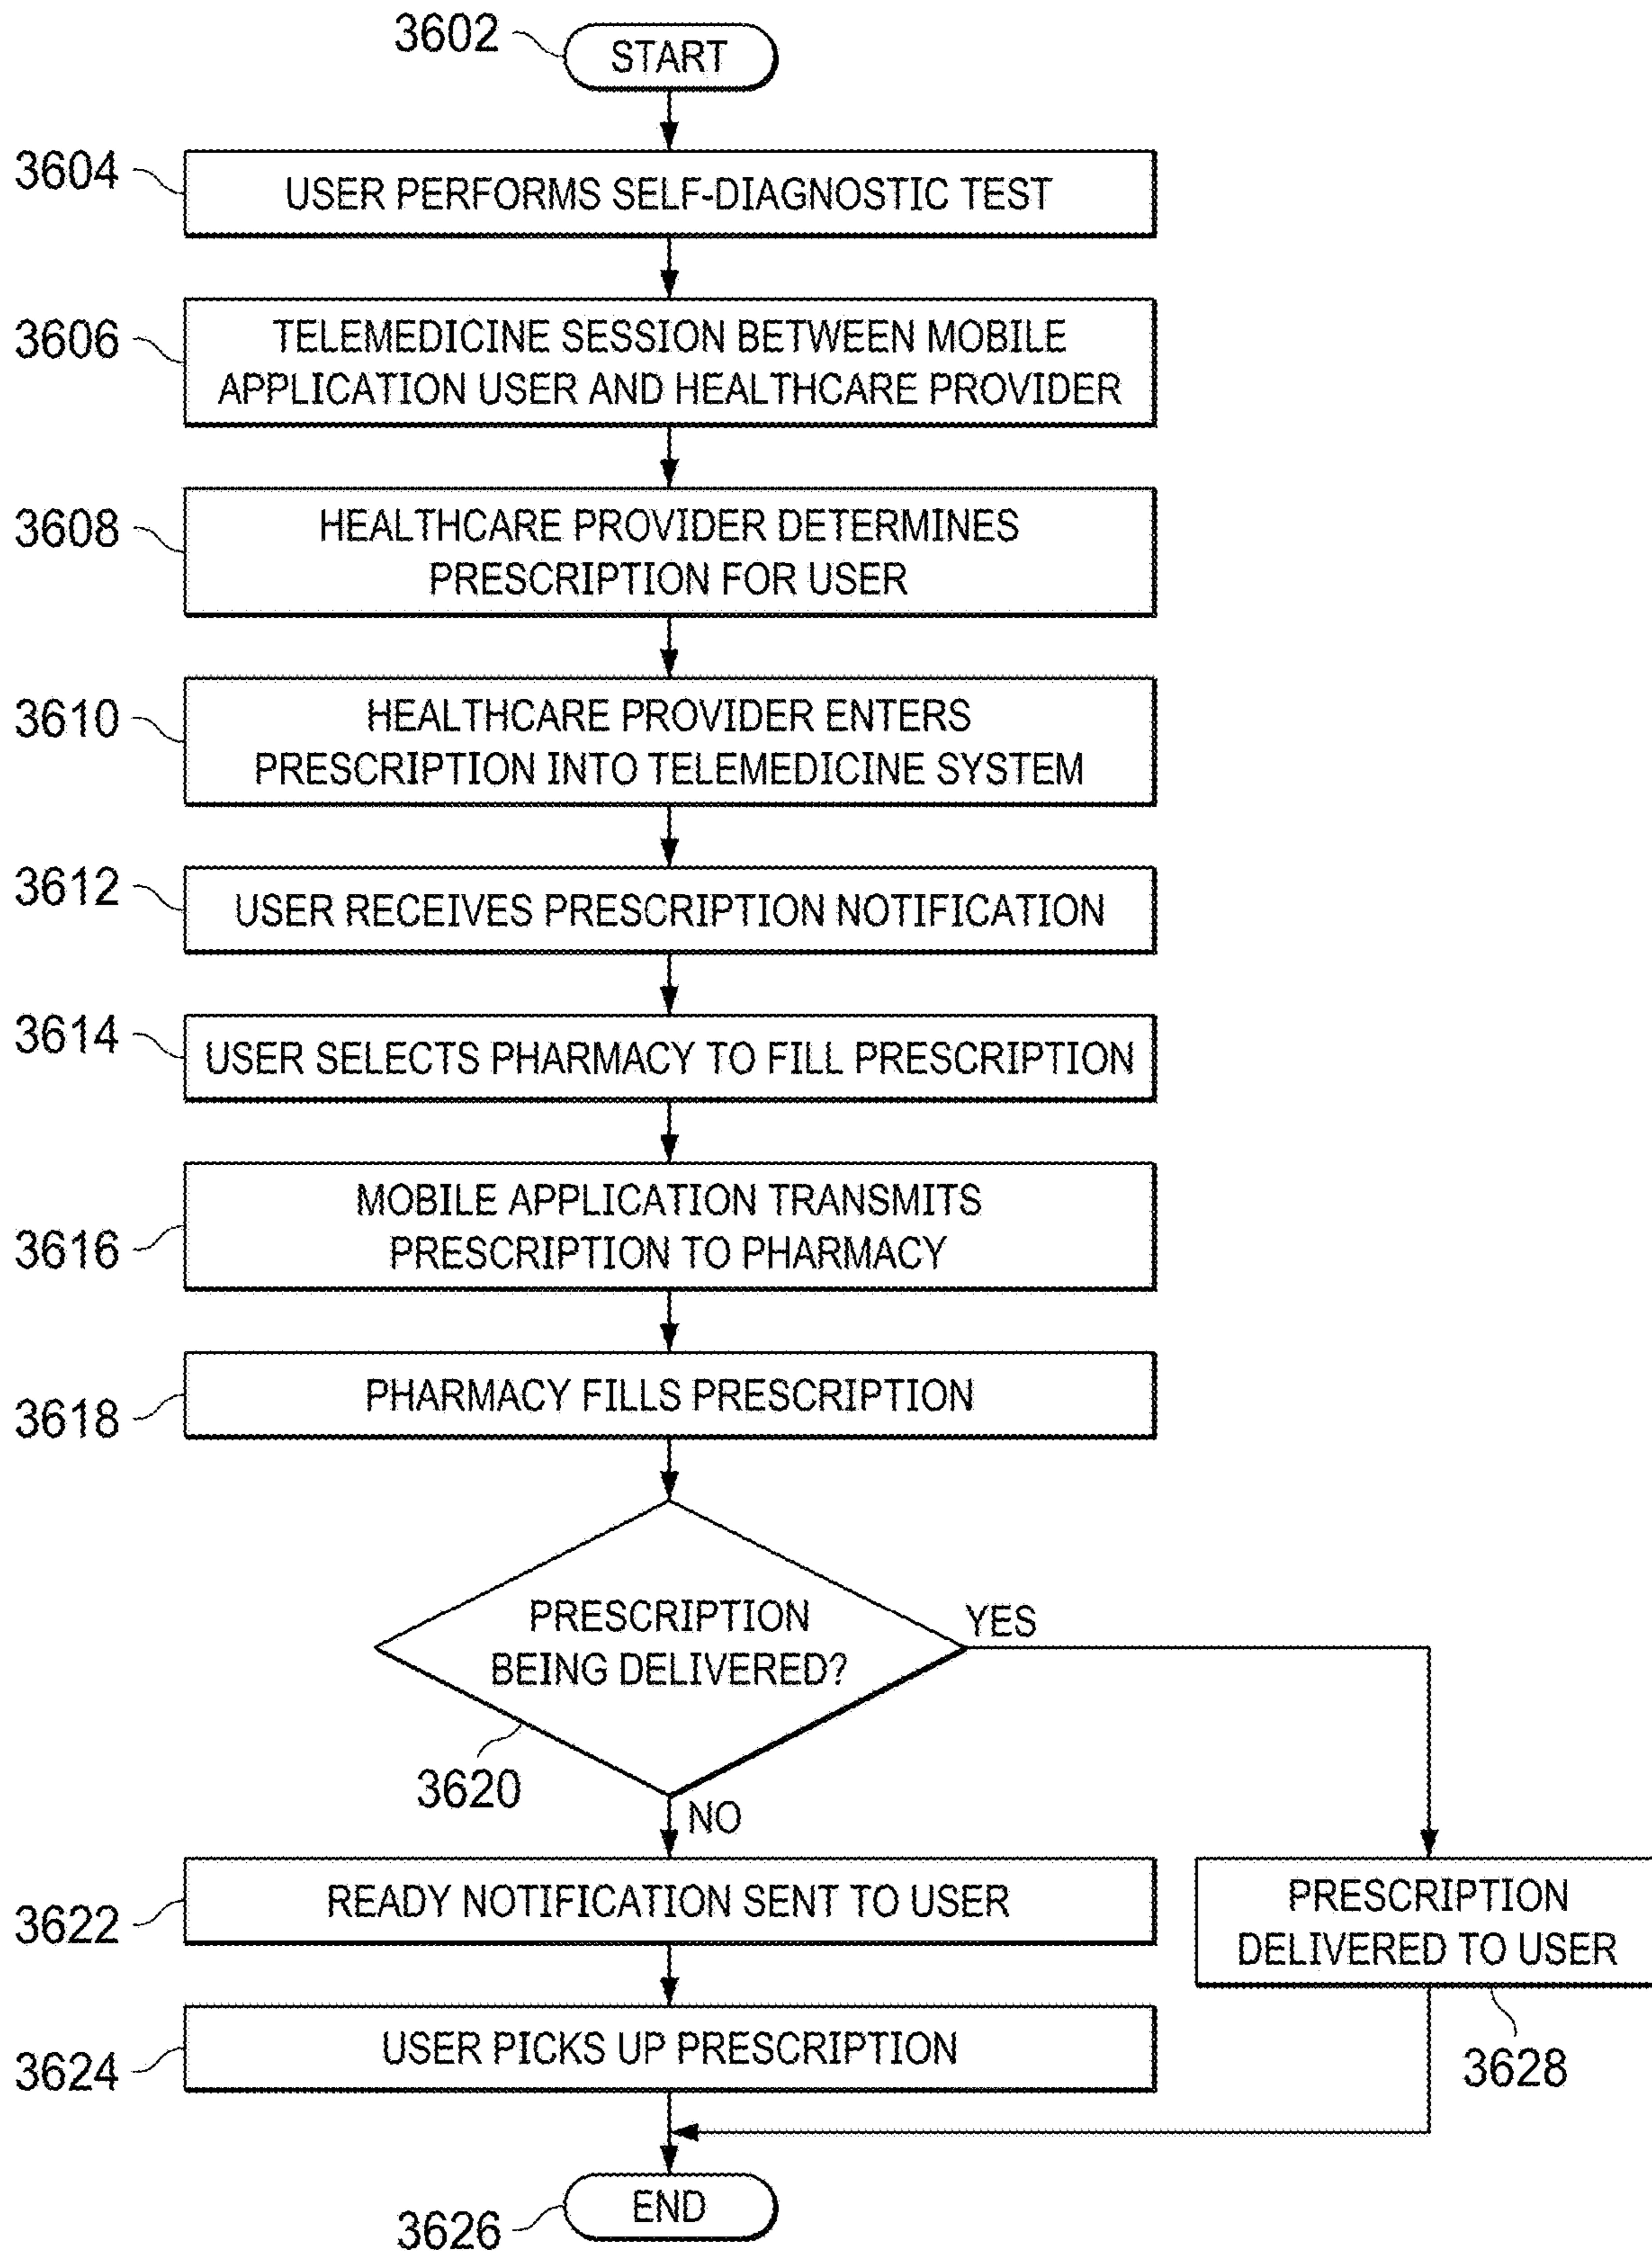 3602
START
3604
USER PERFORMS SELF-DIAGNOSTIC TEST
3606
TELEMEDICINE SESSION BETWEEN MOBILE
APPLICATION USER AND HEALTHCARE PROVIDER
3608
HEALTHCARE PROVIDER DETERMINES
PRESCRIPTION FOR USER
3610
HEALTHCARE PROVIDER ENTERS
PRESCRIPTION INTO TELEMEDICINE SYSTEM
3612
USER RECEIVES PRESCRIPTION NOTIFICATION
3614
USER SELECTS PHARMACY TO FILL PRESCRIPTION
3616
MOBILE APPLICATION TRANSMITS
PRESCRIPTION TO PHARMACY
3618
PHARMACY FILLS PRESCRIPTION
PRESCRIPTION
BEING DELIVERED?
YES
3620
NO
3622
READY NOTIFICATION SENT TO USER
PRESCRIPTION
DELIVERED TO USER
3624
USER PICKS UP PRESCRIPTION
3628
3626
END